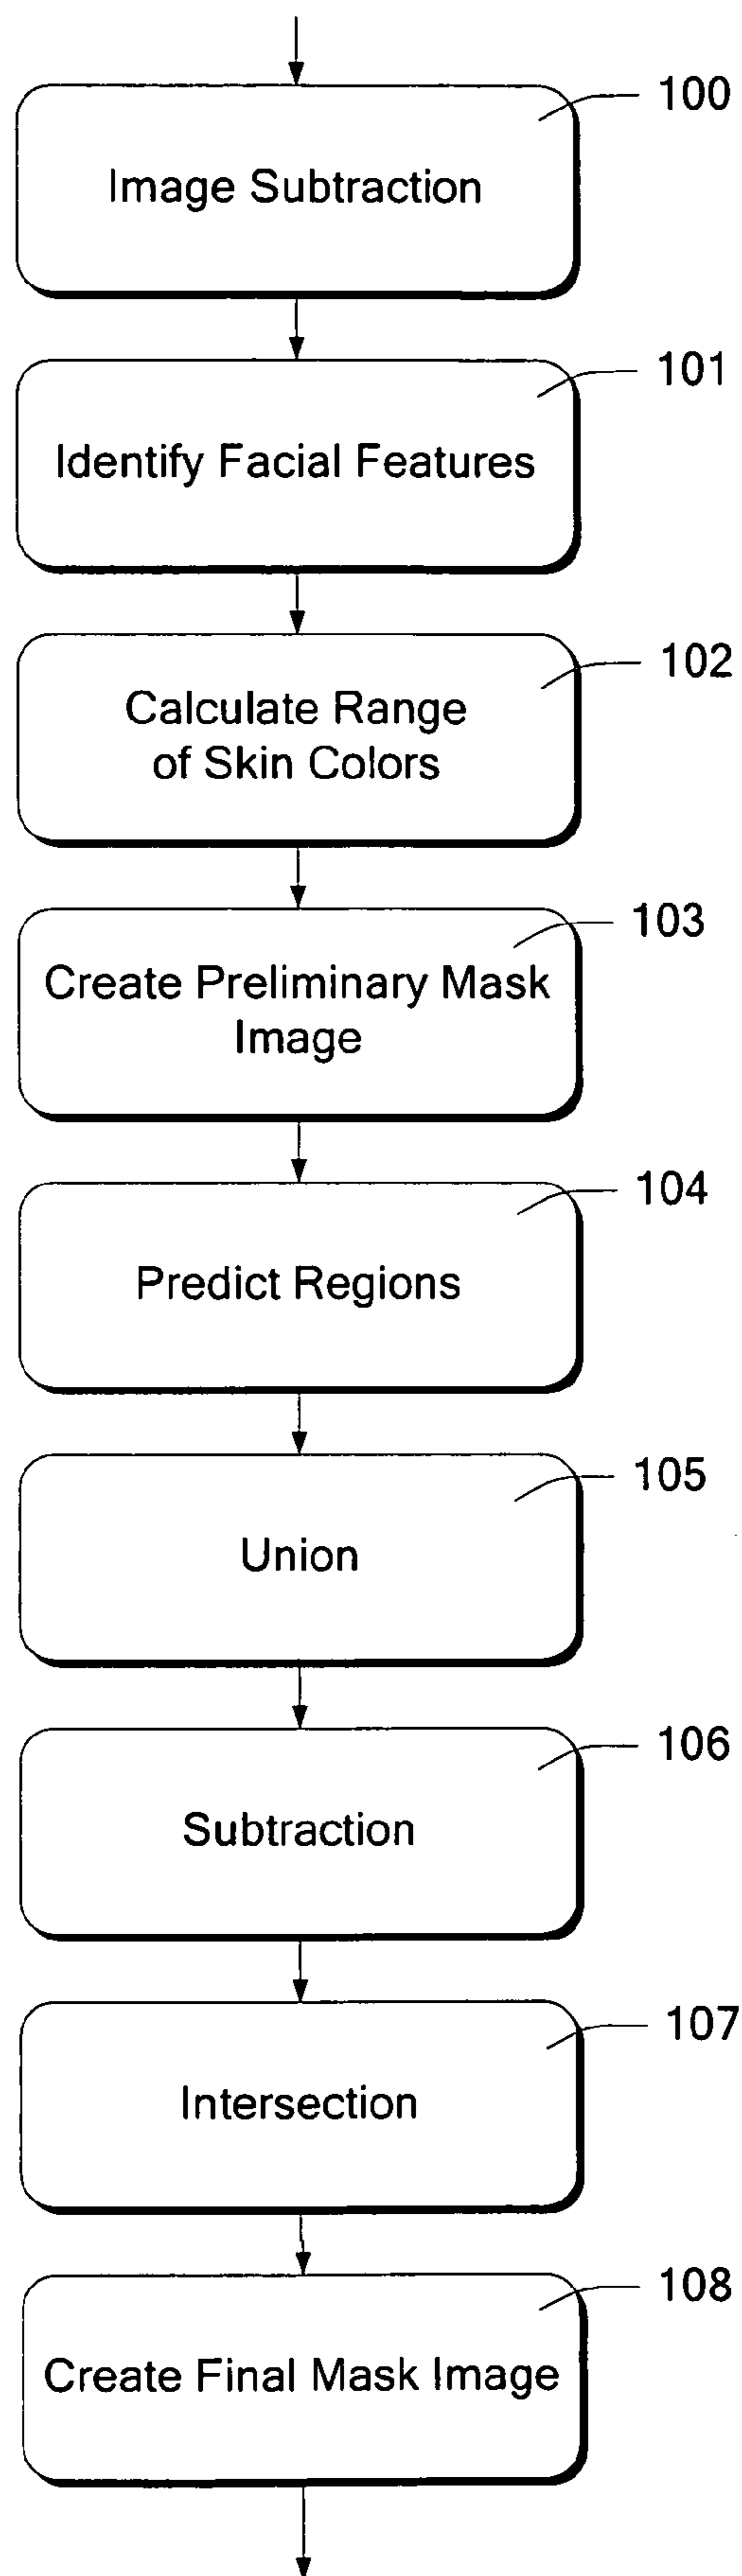 100
Image Subtraction
101
Identify Facial Features
102
Calculate Range
of Skin Colors
103
Create Preliminary Mask
Image
104
Predict Regions
105
Union
106
Subtraction
107
Intersection
108
Create Final Mask Image